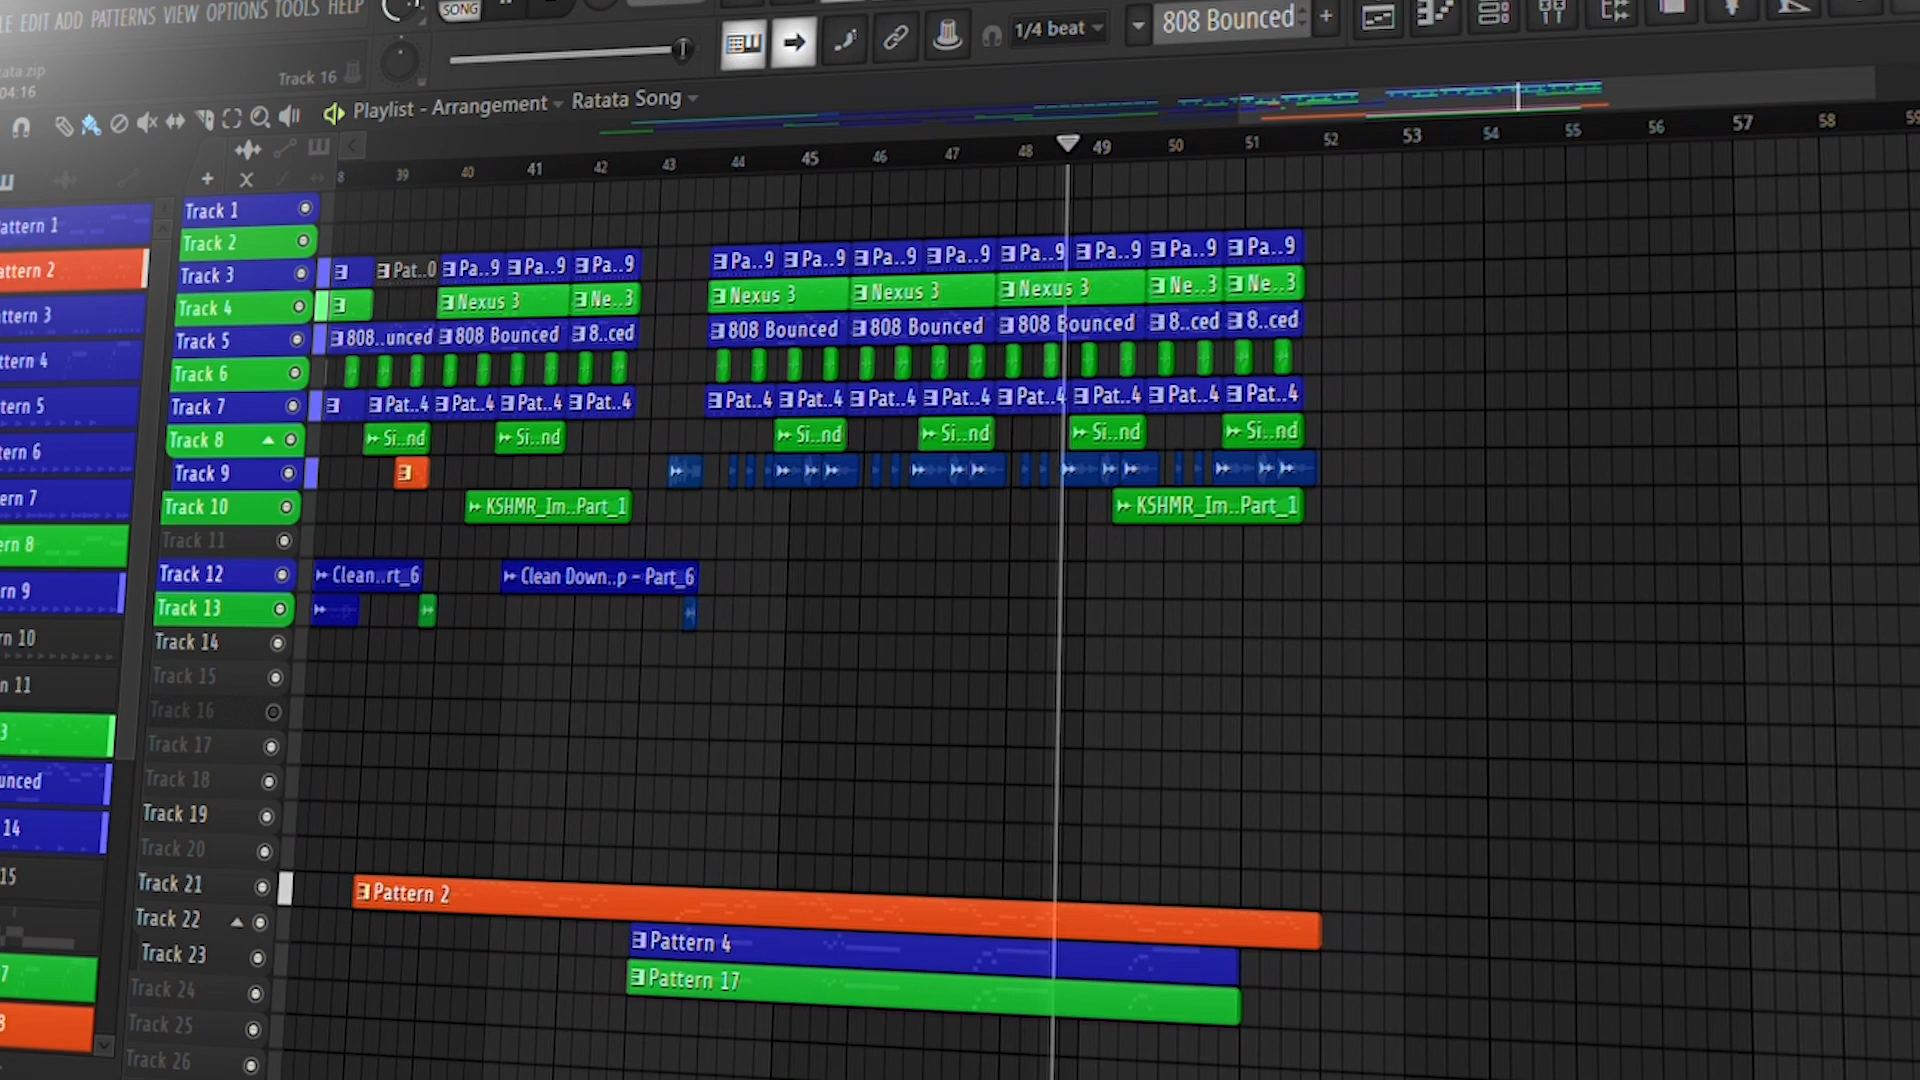 LE EDIT ADD PATTERNS VIEW OPTIONS TOOLS HELP
SONG
1/4 beat
808 Bounced
ata zip
04:16
Track 16
Playlist - Arrangement
Ratata Song
8 39 40 41 42 43 44 45 46 47 48 49 50 51 52 53 54 55 56 57 58 59
attern 1
attern 2
ttern 3
ttern 4
tern 5
tern 6
ern 7
ern 8
rn 9
rn 10
n 11
3
unced
14
15
7
8
Track 1
Track 2
Track 3
Pat..0 Pa..9 Pa..9 Pa..9 Pa..9 Pa..9 Pa..9 Pa..9 Pa..9 Pa..9 Pa..9 Pa..9
Track 4
Nexus 3 Ne..3 Nexus 3 Nexus 3 Nexus 3 Ne..3 Ne..3
Track 5
808..unced 808 Bounced 8..ced 808 Bounced 808 Bounced 808 Bounced 8..ced 8..ced
Track 6
Track 7
Pat..4 Pat..4 Pat..4 Pat..4 Pat..4 Pat..4 Pat..4 Pat..4 Pat..4 Pat..4 Pat..4 Pat..4
Track 8
Si..nd Si..nd Si..nd Si..nd Si..nd Si..nd
Track 9
Track 10
KSHMR_Im..Part_1 KSHMR_Im..Part_1
Track 11
Track 12
Clean..rt_6 Clean Down..p - Part_6
Track 13
Track 14
Track 15
Track 16
Track 17
Track 18
Track 19
Track 20
Track 21
Pattern 2
Track 22
Pattern 4
Track 23
Pattern 17
Track 24
Track 25
Track 26